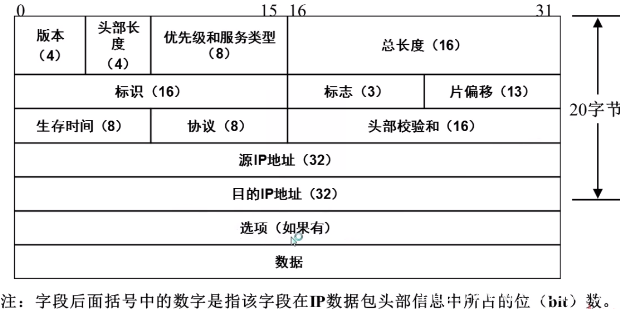 0 15 16 31
版本
（4）
头部长
度
（4）
优先级和服务类型
（8）
总长度（16）
标识（16）
标志（3）
片偏移（13）
20字节
生存时间（8）
协议（8）
头部校验和（16）
源IP地址（32）
目的IP地址（32）
选项（如果有）
数据
注：字段后面括号中的数字是指该字段在IP数据包头部信息中所占的位（bit）数。